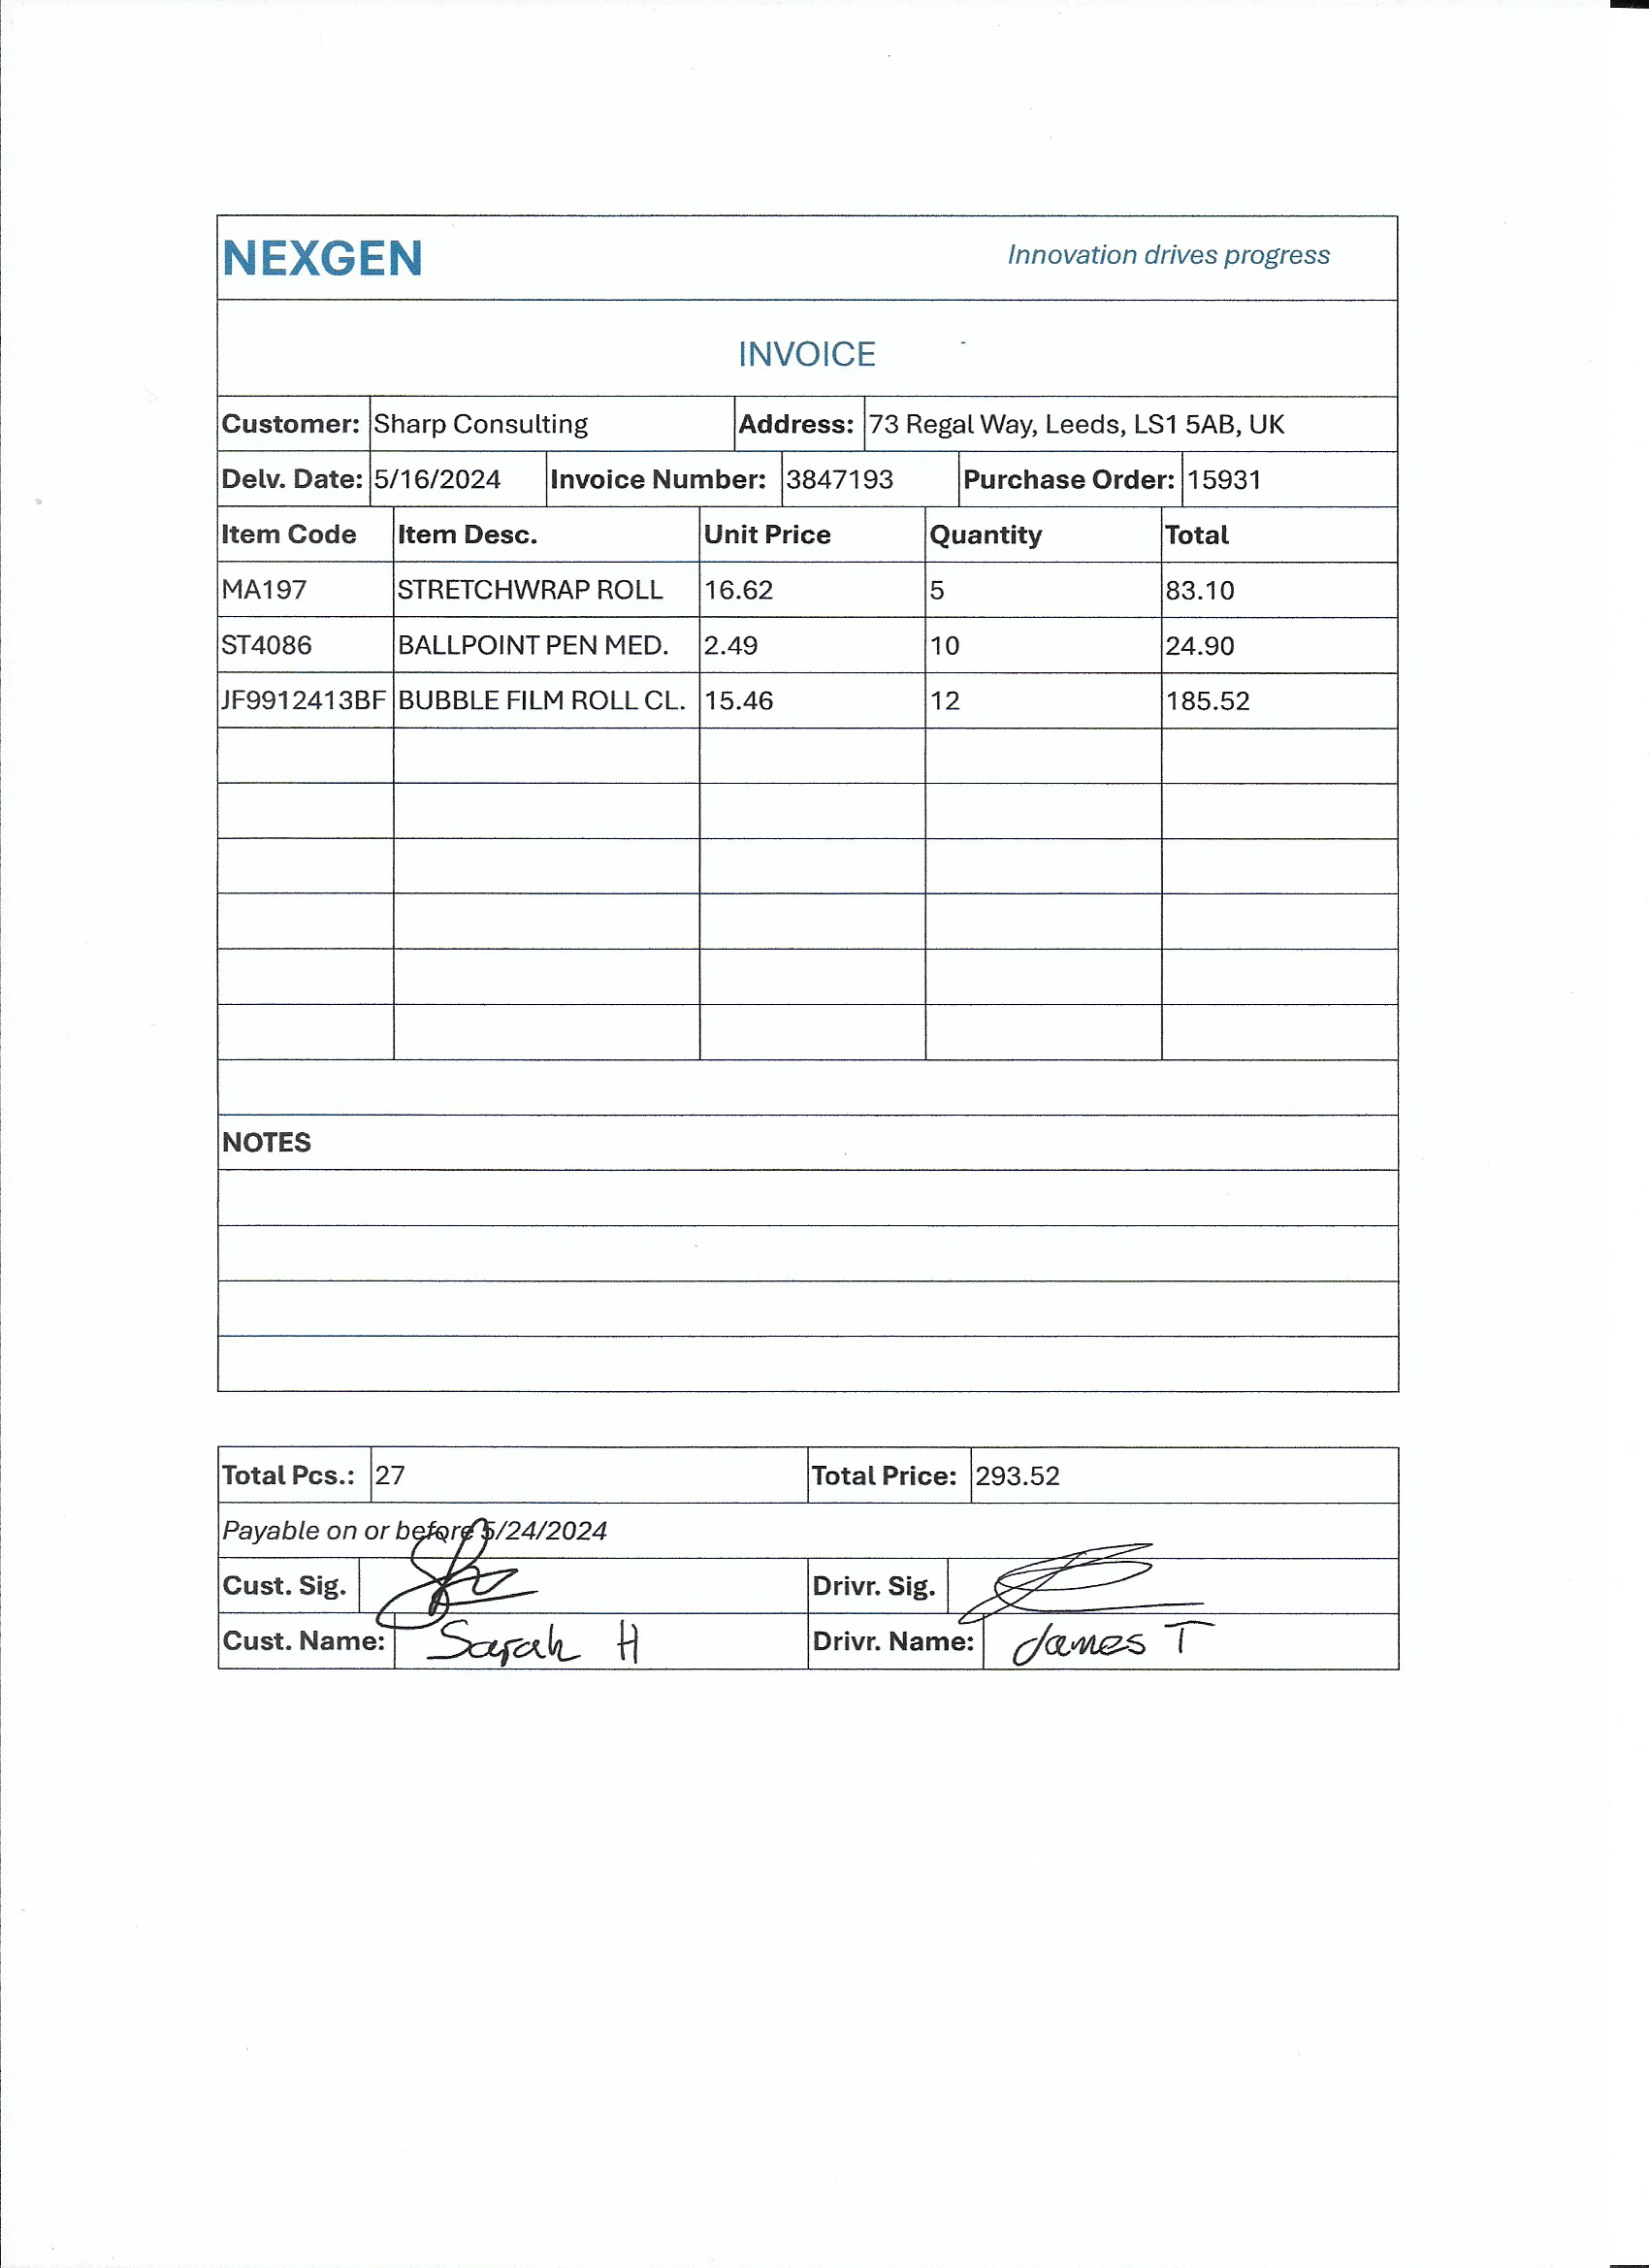 NEXGEN Innovation drives progress
INVOICE
Customer: Sharp Consulting Address: 73 Regal Way, Leeds, LS1 5AB, UK
Delv. Date: 5/16/2024 Invoice Number: 3847193 Purchase Order: 15931
Item Code Item Desc. Unit Price Quantity Total
MA197 STRETCHWRAP ROLL 16.62 5 83.10
ST4086 BALLPOINT PEN MED. 2.49 10 24.90
JF9912413BF BUBBLE FILM ROLL CL. 15.46 12 185.52
NOTES
Total Pcs.: 27 Total Price: 293.52
Payable on or before 5/24/2024
Cust. Sig. Drivr. Sig.
Cust. Name: Sarah H Drivr. Name: James T